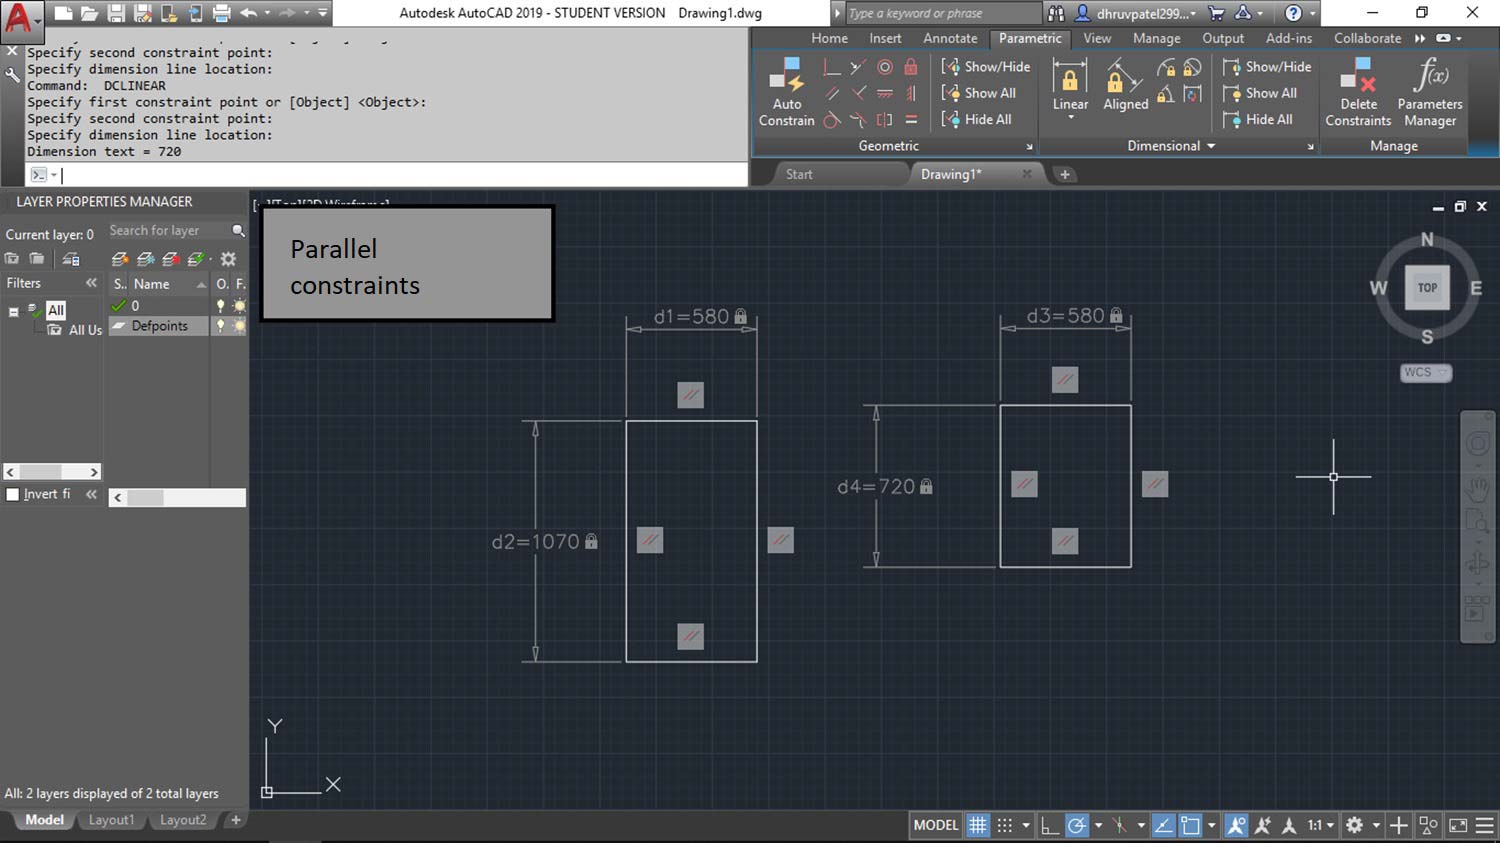 Autodesk AutoCAD 2019 - STUDENT VERSION Drawing1.dwg
Type a keyword or phrase
dhruvpatel299...
Specify second constraint point:
Specify dimension line location:
Command: DCLINEAR
Specify first constraint point or [Object] <Object>:
Specify second constraint point:
Specify dimension line location:
Dimension text = 720
Home Insert Annotate Parametric View Manage Output Add-ins Collaborate
Auto
Constrain
Show/Hide
Show All
Hide All
Geometric
Linear
Aligned
Show/Hide
Show All
Hide All
Dimensional
Delete
Constraints
Parameters
Manager
f(x)
Manage
Start
Drawing1*
LAYER PROPERTIES MANAGER
Current layer: 0
Search for layer
Filters
All
All Us
S.. Name O. F.
0
Defpoints
Invert fi
All: 2 layers displayed of 2 total layers
Parallel
constraints
d1=580
d2=1070
d3=580
d4=720
N
W TOP E
S
WCS
Y
X
Model Layout1 Layout2
MODEL
1:1